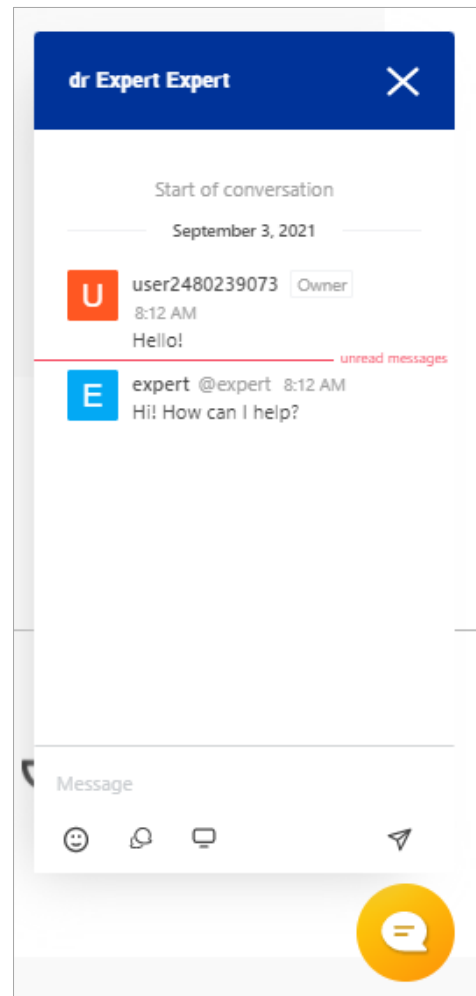 dr Expert Expert
Start of conversation
September 3, 2021
U
user2480239073 Owner
8:12 AM
Hello!
unread messages
E
expert @expert 8:12 AM
Hi! How can I help?
Message